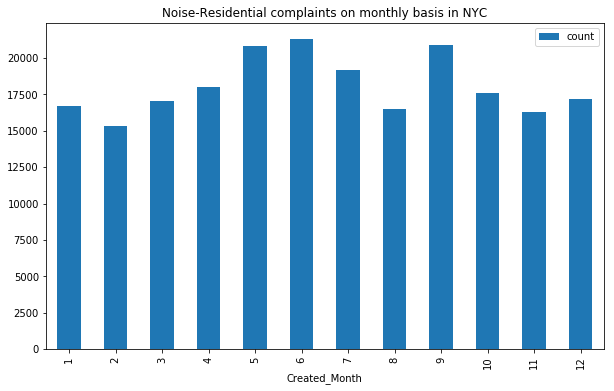 Noise-Residential complaints on monthly basis in NYC
count
20000
17500
15000
12500
10000
7500
5000
2500
0
1 2 3 4 5 6 7 8 9 10 11 12
Created_Month